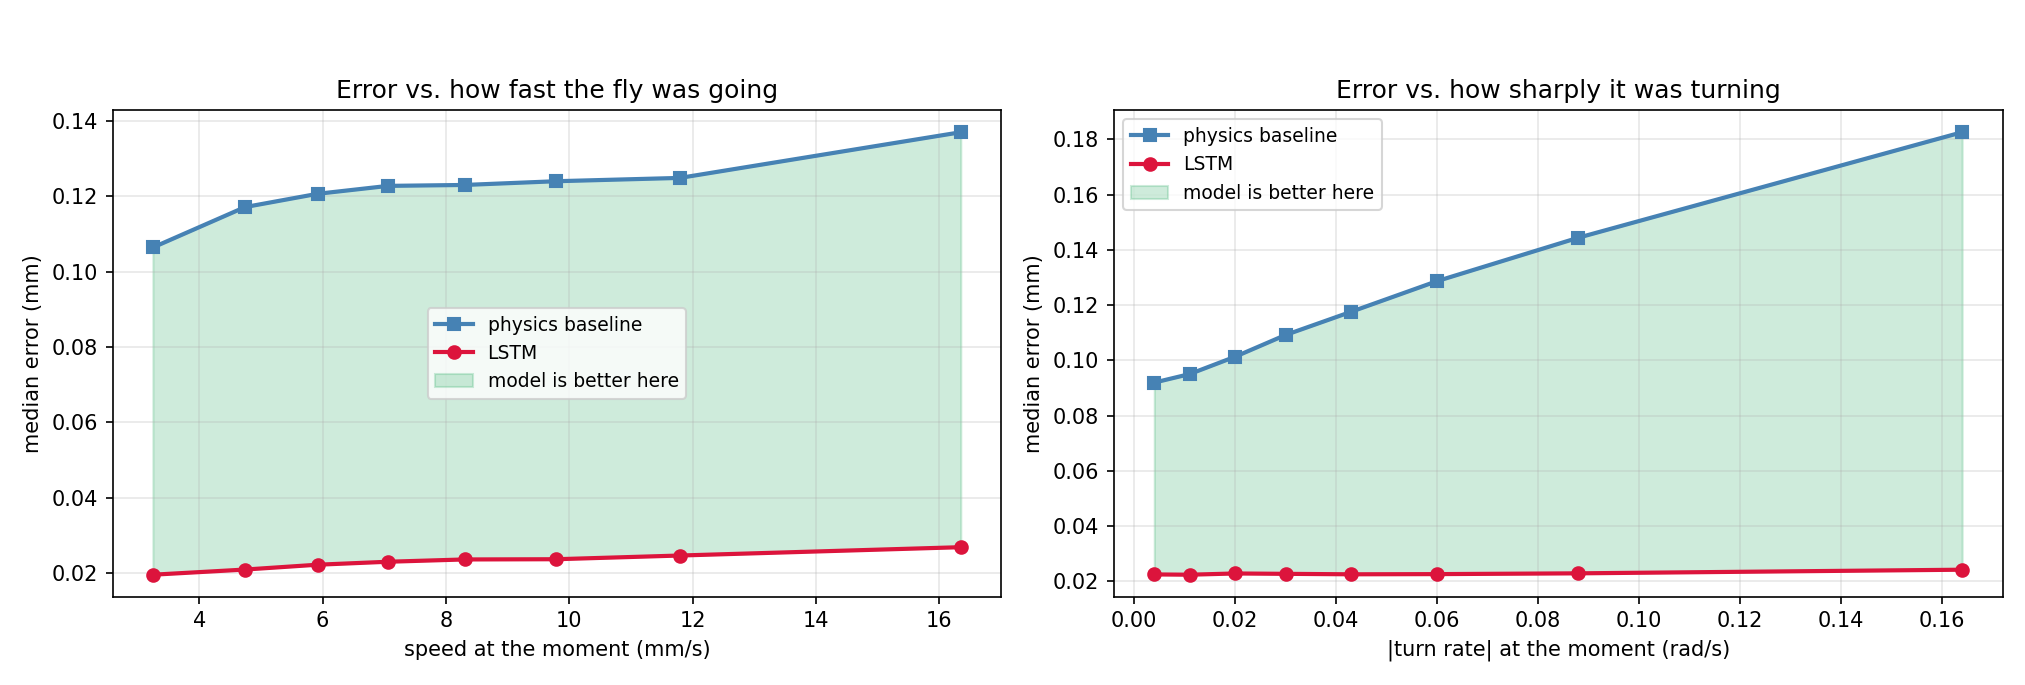 Error vs. how fast the fly was going
median error (mm)
0.14
0.12
0.10
0.08
0.06
0.04
0.02
physics baseline
LSTM
model is better here
4 6 8 10 12 14 16
speed at the moment (mm/s)
Error vs. how sharply it was turning
median error (mm)
0.18
0.16
0.14
0.12
0.10
0.08
0.06
0.04
0.02
physics baseline
LSTM
model is better here
0.00 0.02 0.04 0.06 0.08 0.10 0.12 0.14 0.16
|turn rate| at the moment (rad/s)